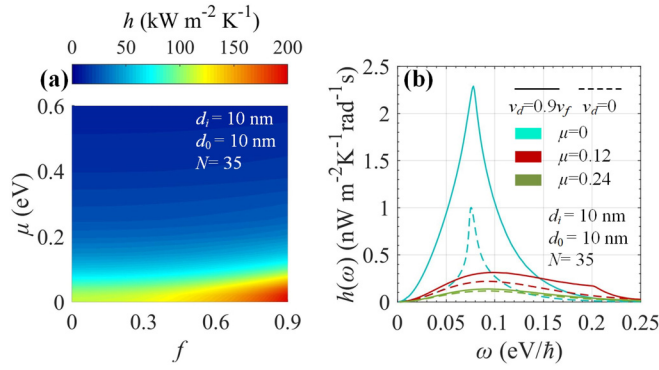 h (kW m⁻² K⁻¹)
0 50 100 150 200
(a)
0.6
0.4
0.2
0
μ (eV)
dᵢ = 10 nm
d₀ = 10 nm
N= 35
0 0.3 0.6 0.9
f
(b)
2.5
2
1.5
1
0.5
0
h(ω) (nW m⁻²K⁻¹rad⁻¹s)
v_d=0.9v_f v_d=0
μ=0
μ=0.12
μ=0.24
dᵢ = 10 nm
d₀ = 10 nm
N= 35
0 0.05 0.1 0.15 0.2 0.25
ω (eV/ħ)